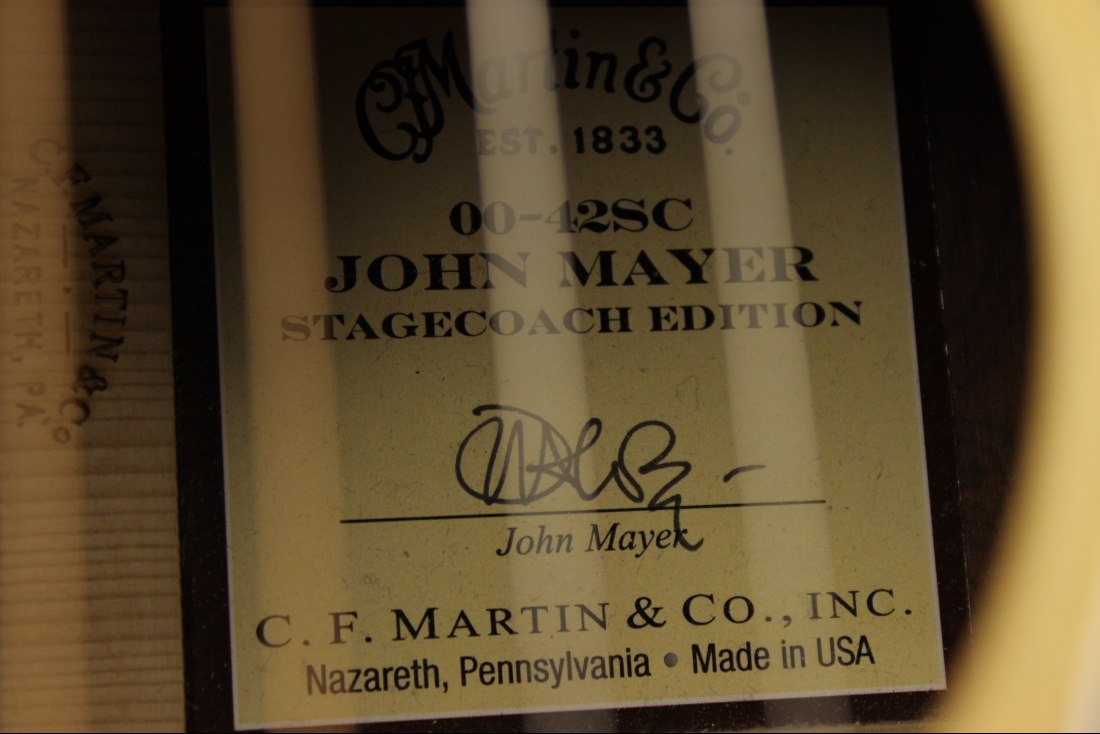 CF Martin & Co.®
EST. 1833
00-42SC
JOHN MAYER
STAGECOACH EDITION
John Mayer
C. F. MARTIN & CO., INC.
Nazareth, Pennsylvania • Made in USA
C. F. MARTIN & Co
NAZARETH, PA.